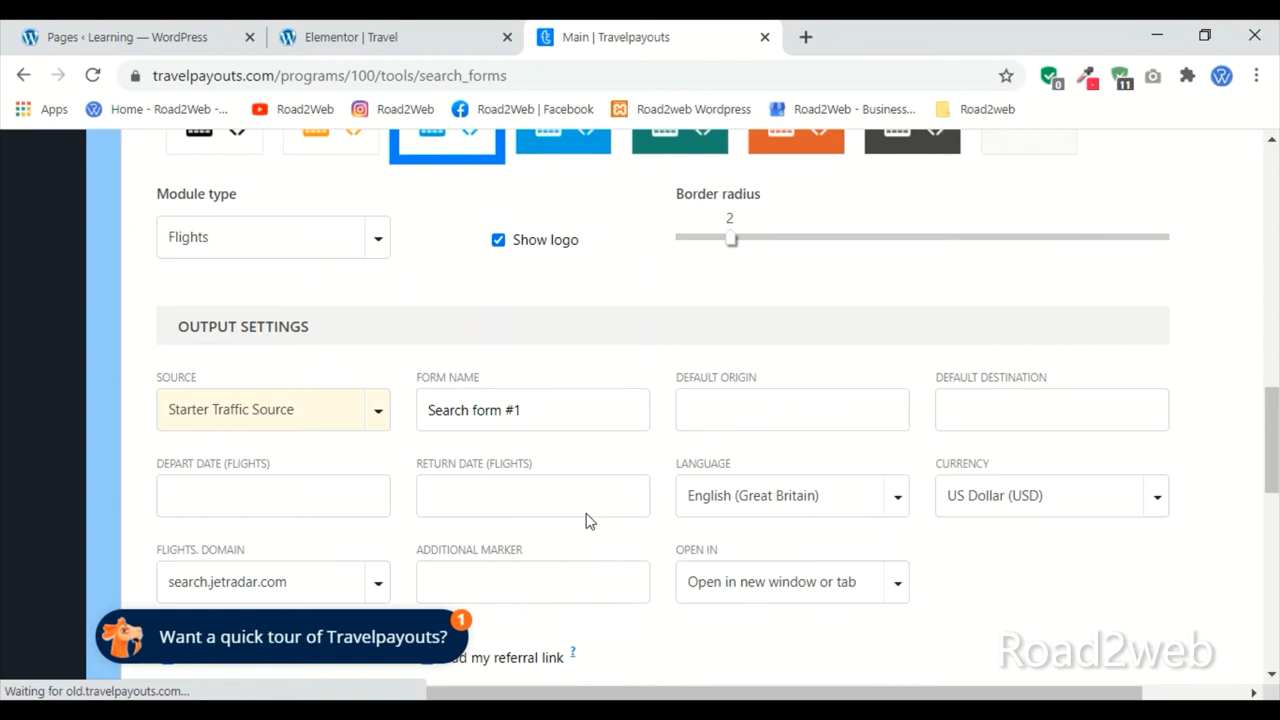 Pages ‹ Learning — WordPress
Elementor | Travel
Main | Travelpayouts
travelpayouts.com/programs/100/tools/search_forms
0
11
Apps
Home - Road2Web -...
Road2Web
Road2Web
Road2Web | Facebook
Road2web Wordpress
Road2Web - Business...
Road2web
Module type
Border radius
2
Flights
Show logo
OUTPUT SETTINGS
SOURCE
FORM NAME
DEFAULT ORIGIN
DEFAULT DESTINATION
Starter Traffic Source
Search form #1
DEPART DATE (FLIGHTS)
RETURN DATE (FLIGHTS)
LANGUAGE
CURRENCY
English (Great Britain)
US Dollar (USD)
FLIGHTS. DOMAIN
ADDITIONAL MARKER
OPEN IN
search.jetradar.com
Open in new window or tab
1
Want a quick tour of Travelpayouts?
my referral link ?
Road2web
Waiting for old.travelpayouts.com...